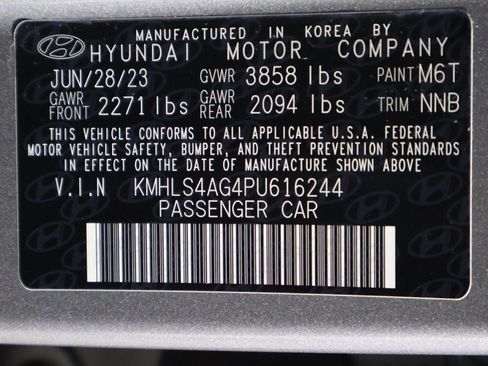 MANUFACTURED IN KOREA
HYUNDAI MOTOR COMPANY
JUN/28/23 GVWR 3858 lbs PAINT M6T
GAWR FRONT 2271 lbs GAWR REAR 2094 lbs TRIM NNB
THIS VEHICLE CONFORMS TO ALL APPLICABLE U.S.A. FEDERAL
MOTOR VEHICLE SAFETY, BUMPER, AND THEFT PREVENTION STANDARDS
IN EFFECT ON THE DATE OF MANUFACTURE SHOWN ABOVE.
V.I.N KMHLS4AG4PU616244
PASSENGER CAR